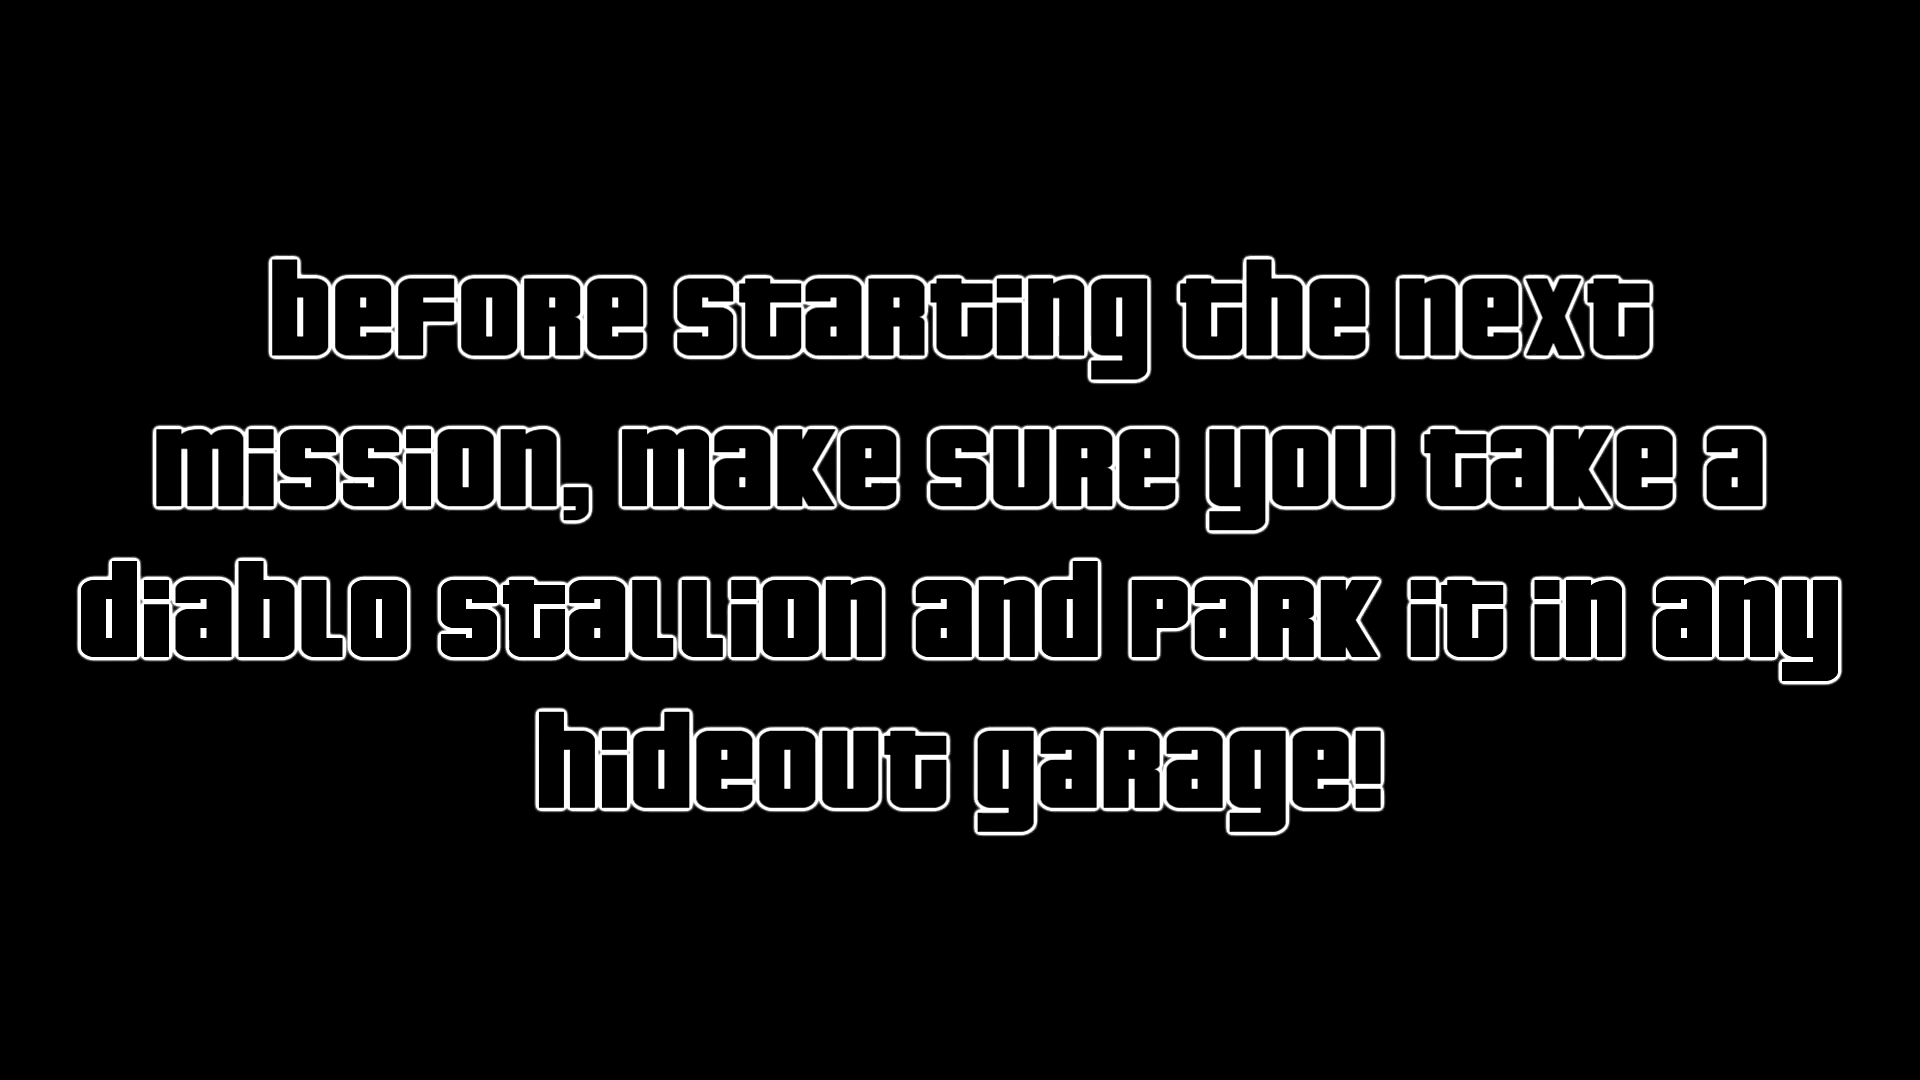 before starting the next
mission, make sure you take a
diablo stallion and park it in any
hideout garage!